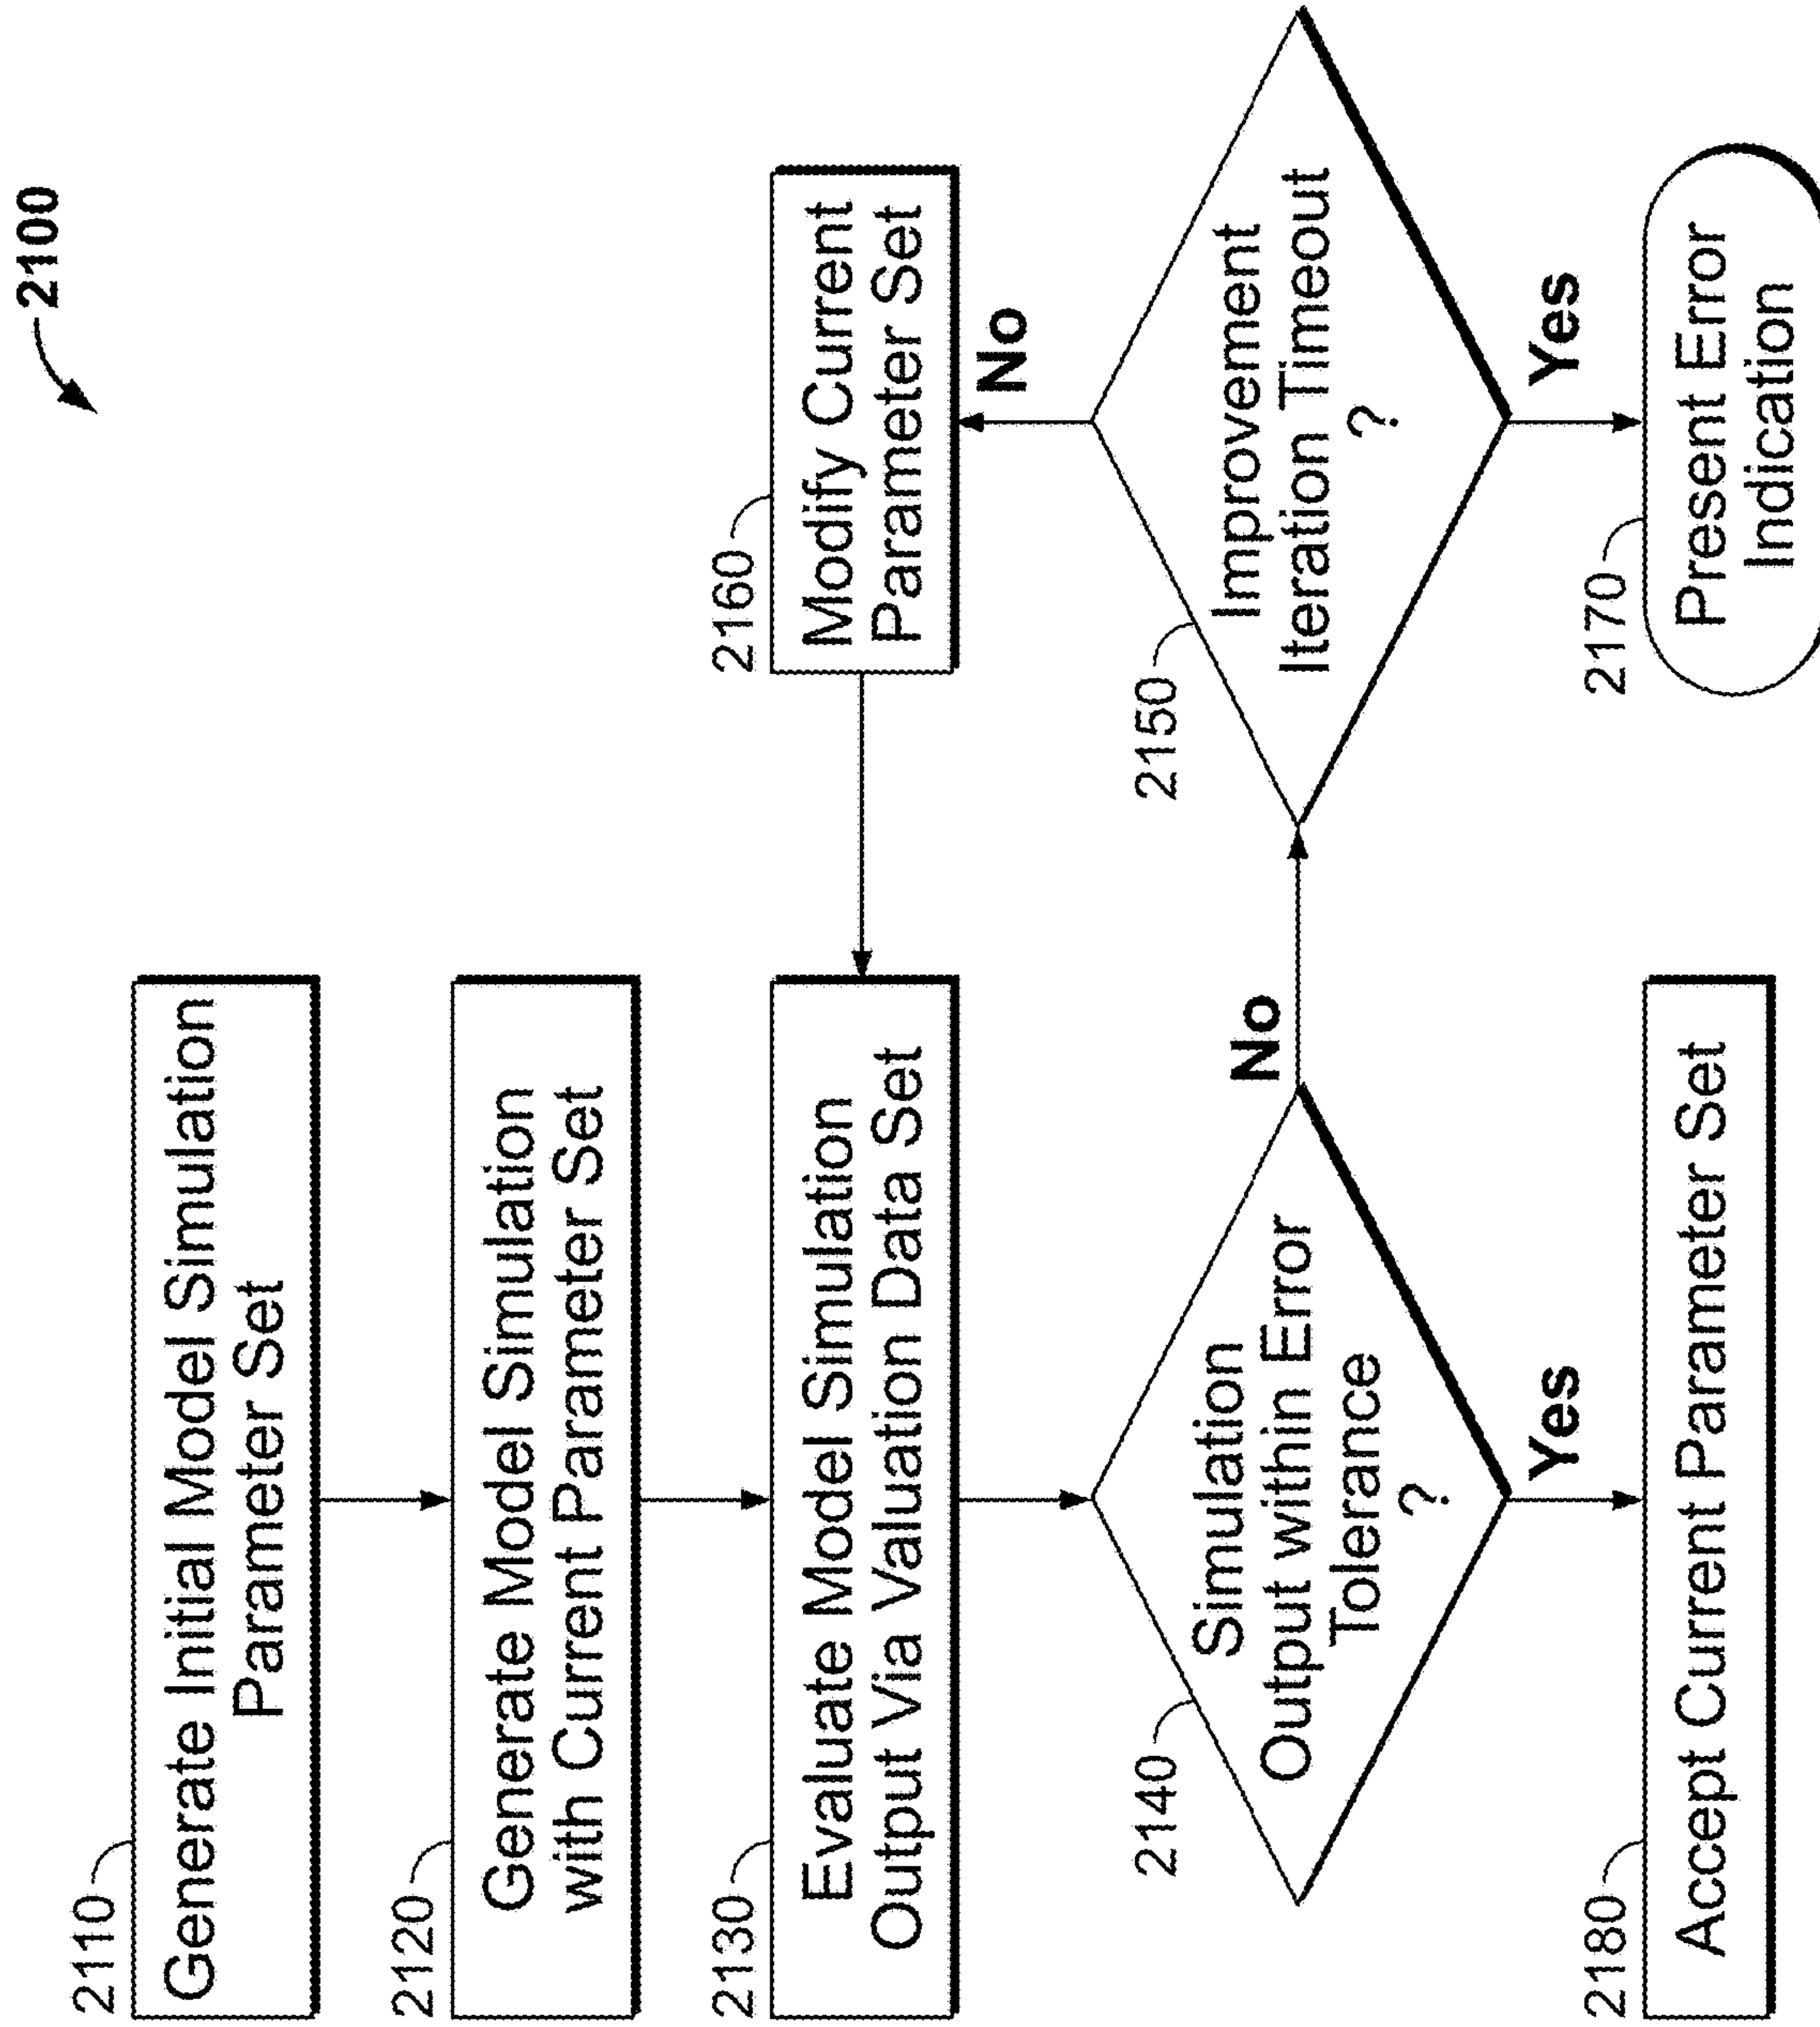 2100
2110
Generate Initial Model Simulation
Parameter Set
2120
Generate Model Simulation
with Current Parameter Set
2130
Evaluate Model Simulation
Output Via Valuation Data Set
2160
Modify Current
Parameter Set
2140
Simulation
Output within Error
Tolerance
?
No
Yes
2150
Improvement
Iteration Timeout
?
No
Yes
2180
Accept Current Parameter Set
2170
Present Error
Indication